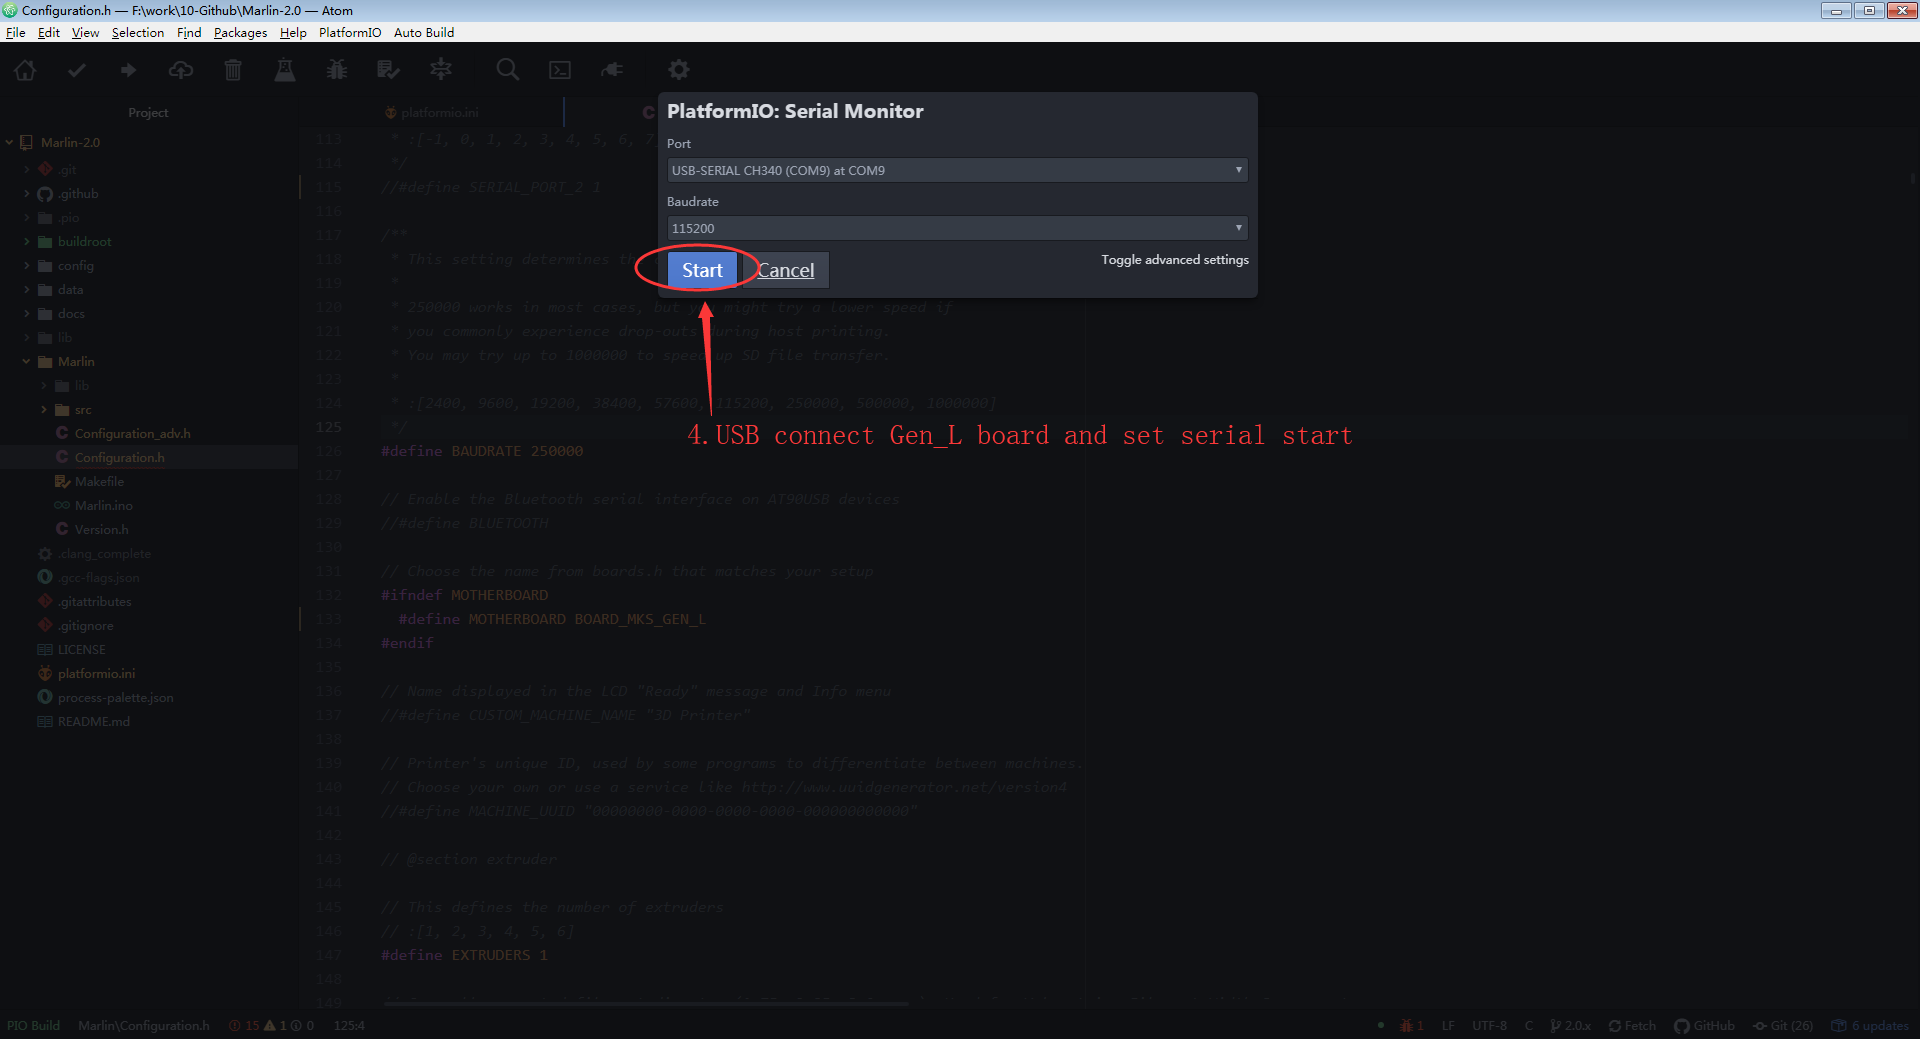 Configuration.h — F:\work\10-Github\Marlin-2.0 — Atom
File Edit View Selection Find Packages Help PlatformIO Auto Build
Project
platformio.ini
C
Marlin-2.0
.git
.github
.pio
buildroot
config
data
docs
lib
Marlin
lib
src
Configuration_adv.h
Configuration.h
Makefile
Marlin.ino
Version.h
.clang_complete
.gcc-flags.json
.gitattributes
.gitignore
LICENSE
platformio.ini
process-palette.json
README.md
PlatformIO: Serial Monitor
Port
USB-SERIAL CH340 (COM9) at COM9
Baudrate
115200
Start Cancel
Toggle advanced settings
4.USB connect Gen_L board and set serial start
113 * :[-1, 0, 1, 2, 3, 4, 5, 6, 7
114 */
115 //#define SERIAL_PORT_2 1
116
117 /**
118 * This setting determines th
119 *
120 * 250000 works in most cases, but you might try a lower speed if
121 * you commonly experience drop-outs during host printing.
122 * You may try up to 1000000 to speed up SD file transfer.
123 *
124 * :[2400, 9600, 19200, 38400, 57600, 115200, 250000, 500000, 1000000]
125 */
126 #define BAUDRATE 250000
127
128 // Enable the Bluetooth serial interface on AT90USB devices
129 //#define BLUETOOTH
130
131 // Choose the name from boards.h that matches your setup
132 #ifndef MOTHERBOARD
133 #define MOTHERBOARD BOARD_MKS_GEN_L
134 #endif
135
136 // Name displayed in the LCD "Ready" message and Info menu
137 //#define CUSTOM_MACHINE_NAME "3D Printer"
138
139 // Printer's unique ID, used by some programs to differentiate between machines.
140 // Choose your own or use a service like http://www.uuidgenerator.net/version4
141 //#define MACHINE_UUID "00000000-0000-0000-0000-000000000000"
142
143 // @section extruder
144
145 // This defines the number of extruders
146 // :[1, 2, 3, 4, 5, 6]
147 #define EXTRUDERS 1
148
149
PIO Build Marlin\Configuration.h 15 1 0 125:4
1 LF UTF-8 C 2.0.x Fetch GitHub Git (26) 6 updates